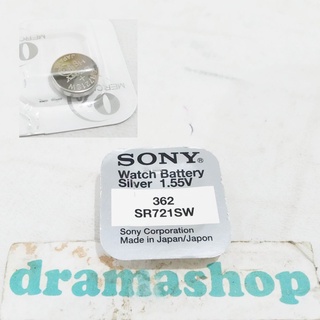 SONY®
Watch Battery
Silver 1.55V
362
SR721SW
Sony Corporation
Made in Japan/Japon
dramashop